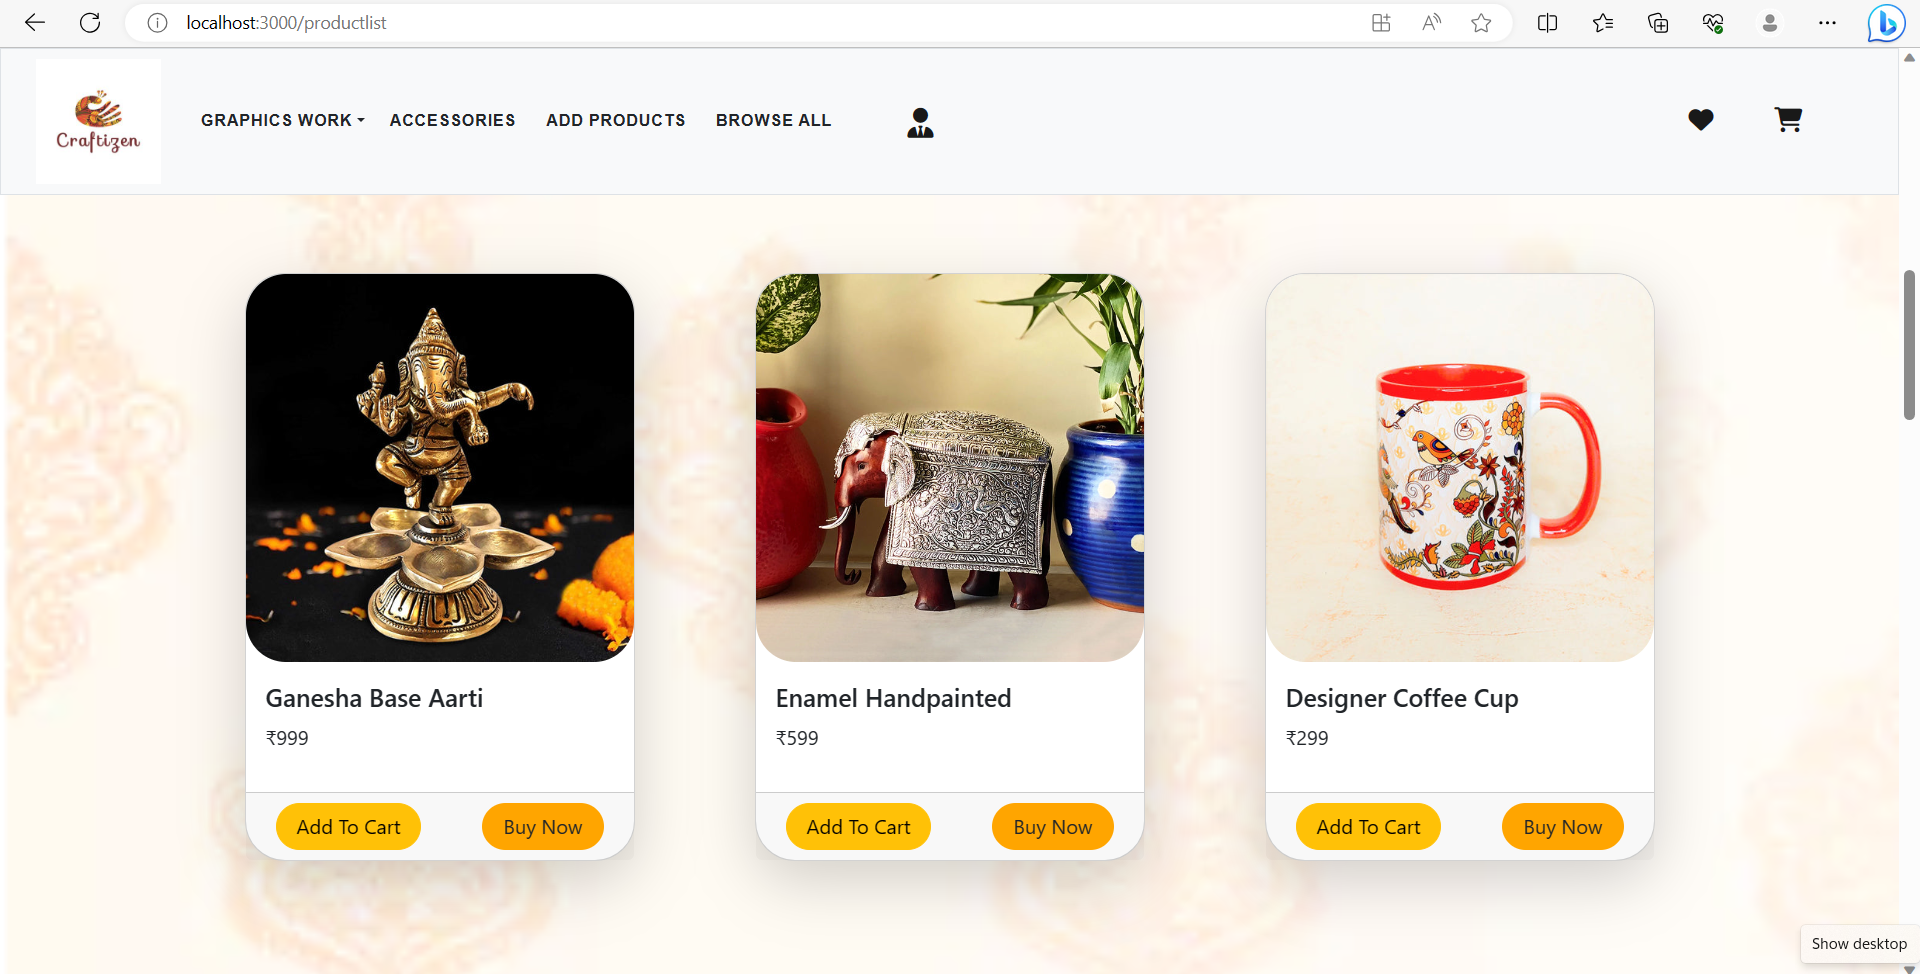 localhost:3000/productlist
Craftizen
GRAPHICS WORK
ACCESSORIES
ADD PRODUCTS
BROWSE ALL
Ganesha Base Aarti
₹999
Add To Cart
Buy Now
Enamel Handpainted
₹599
Add To Cart
Buy Now
Designer Coffee Cup
₹299
Add To Cart
Buy Now
Show desktop